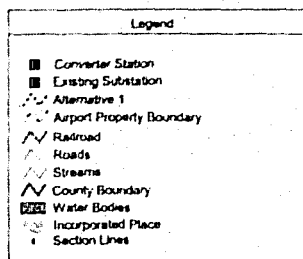 Legend
Converter Station
Existing Substation
Alternative 1
Airport Property Boundary
Railroad
Roads
Streams
County Boundary
Water Bodies
Incorporated Place
Section Lines